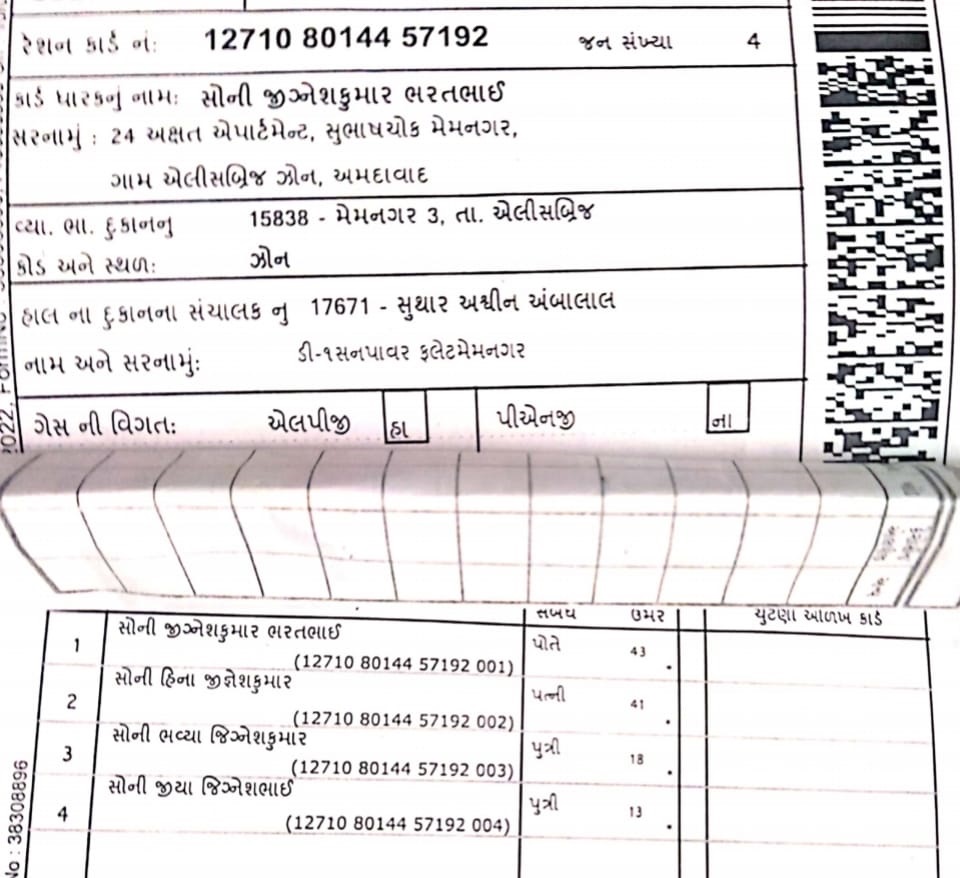 રેશન કાર્ડ નં: 12710 80144 57192 જન સંખ્યા 4
કાર્ડ ધારકનું નામ: સોની જીગ્નેશકુમાર ભરતભાઈ
સરનામું : 24 અક્ષત એપાર્ટમેન્ટ, સુભાષચોક મેમનગર,
ગામ એલીસબ્રિજ ઝોન, અમદાવાદ
વ્યા. ભા. દુકાનનુ 15838 - મેમનગર 3, તા. એલીસબ્રિજ
કોડ અને સ્થળ: ઝોન
હાલ ના દુકાનના સંચાલક નુ 17671 - સુથાર અશ્વીન અંબાલાલ
નામ અને સરનામું: ડી-૧સનપાવર ફલેટમેમનગર
ગેસ ની વિગત: એલપીજી હા પીએનજી ના
સબંધ ઉમર ચુટણા આળખ કાર્ડ
1 સોની જીગ્નેશકુમાર ભરતભાઈ પોતે 43
(12710 80144 57192 001)
2 સોની હિના જીજ્ઞેશકુમાર પત્ની 41
(12710 80144 57192 002)
3 સોની ભવ્યા જિગ્નેશકુમાર પુત્રી 18
(12710 80144 57192 003)
4 સોની જીયા જિગ્નેશભાઈ પુત્રી 13
(12710 80144 57192 004)
No : 38308896